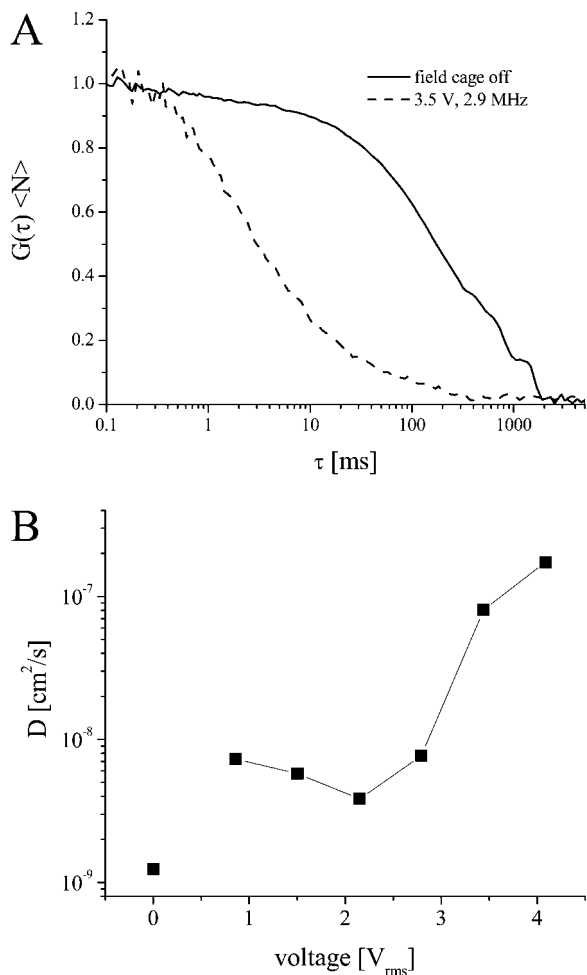 A
1.2
1.0
0.8
0.6
0.4
0.2
0.0
G(τ) <N>
field cage off
3.5 V, 2.9 MHz
0.1 1 10 100 1000
τ [ms]
B
10⁻⁷
10⁻⁸
10⁻⁹
D [cm²/s]
0 1 2 3 4
voltage [Vrms]